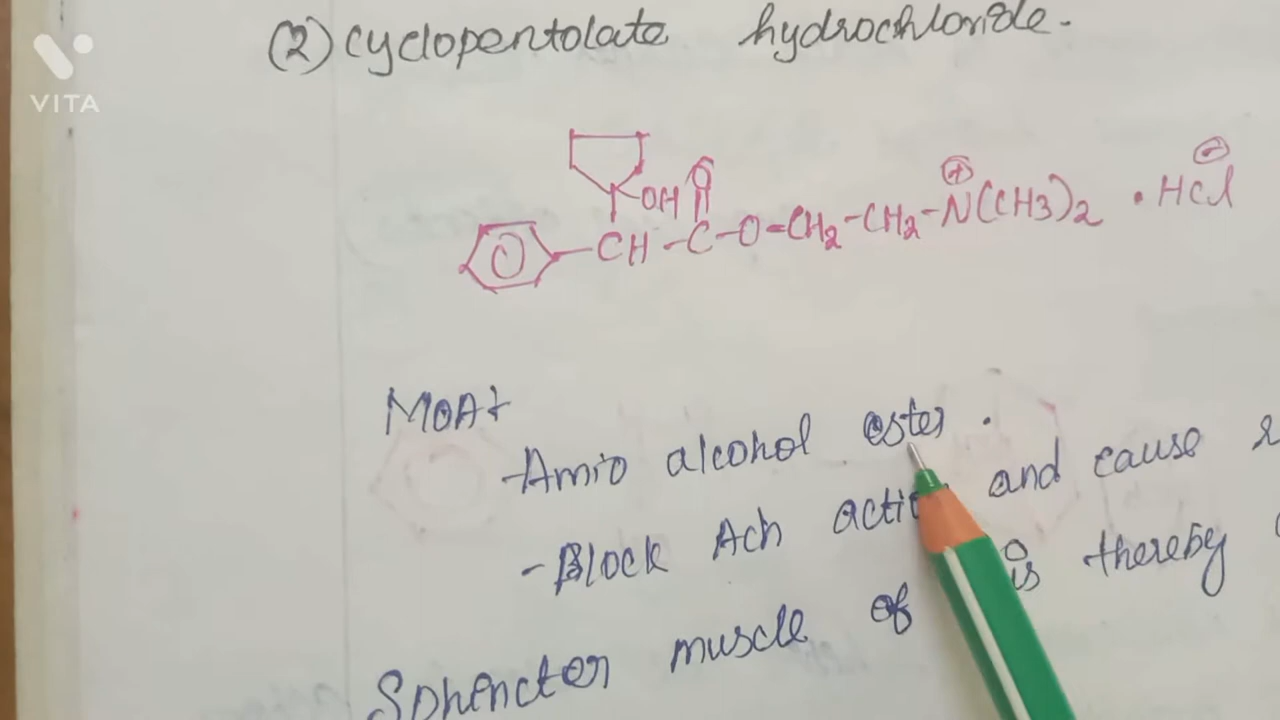 (2) cyclopentolate hydrochloride.
VITA
OH O
CH-C-O-CH2-CH2-N⊕(CH3)2 . HCl⊖
MOA:
-Amio alcohol ester.
-Block Ach and cause
Sphencter muscle of thereby